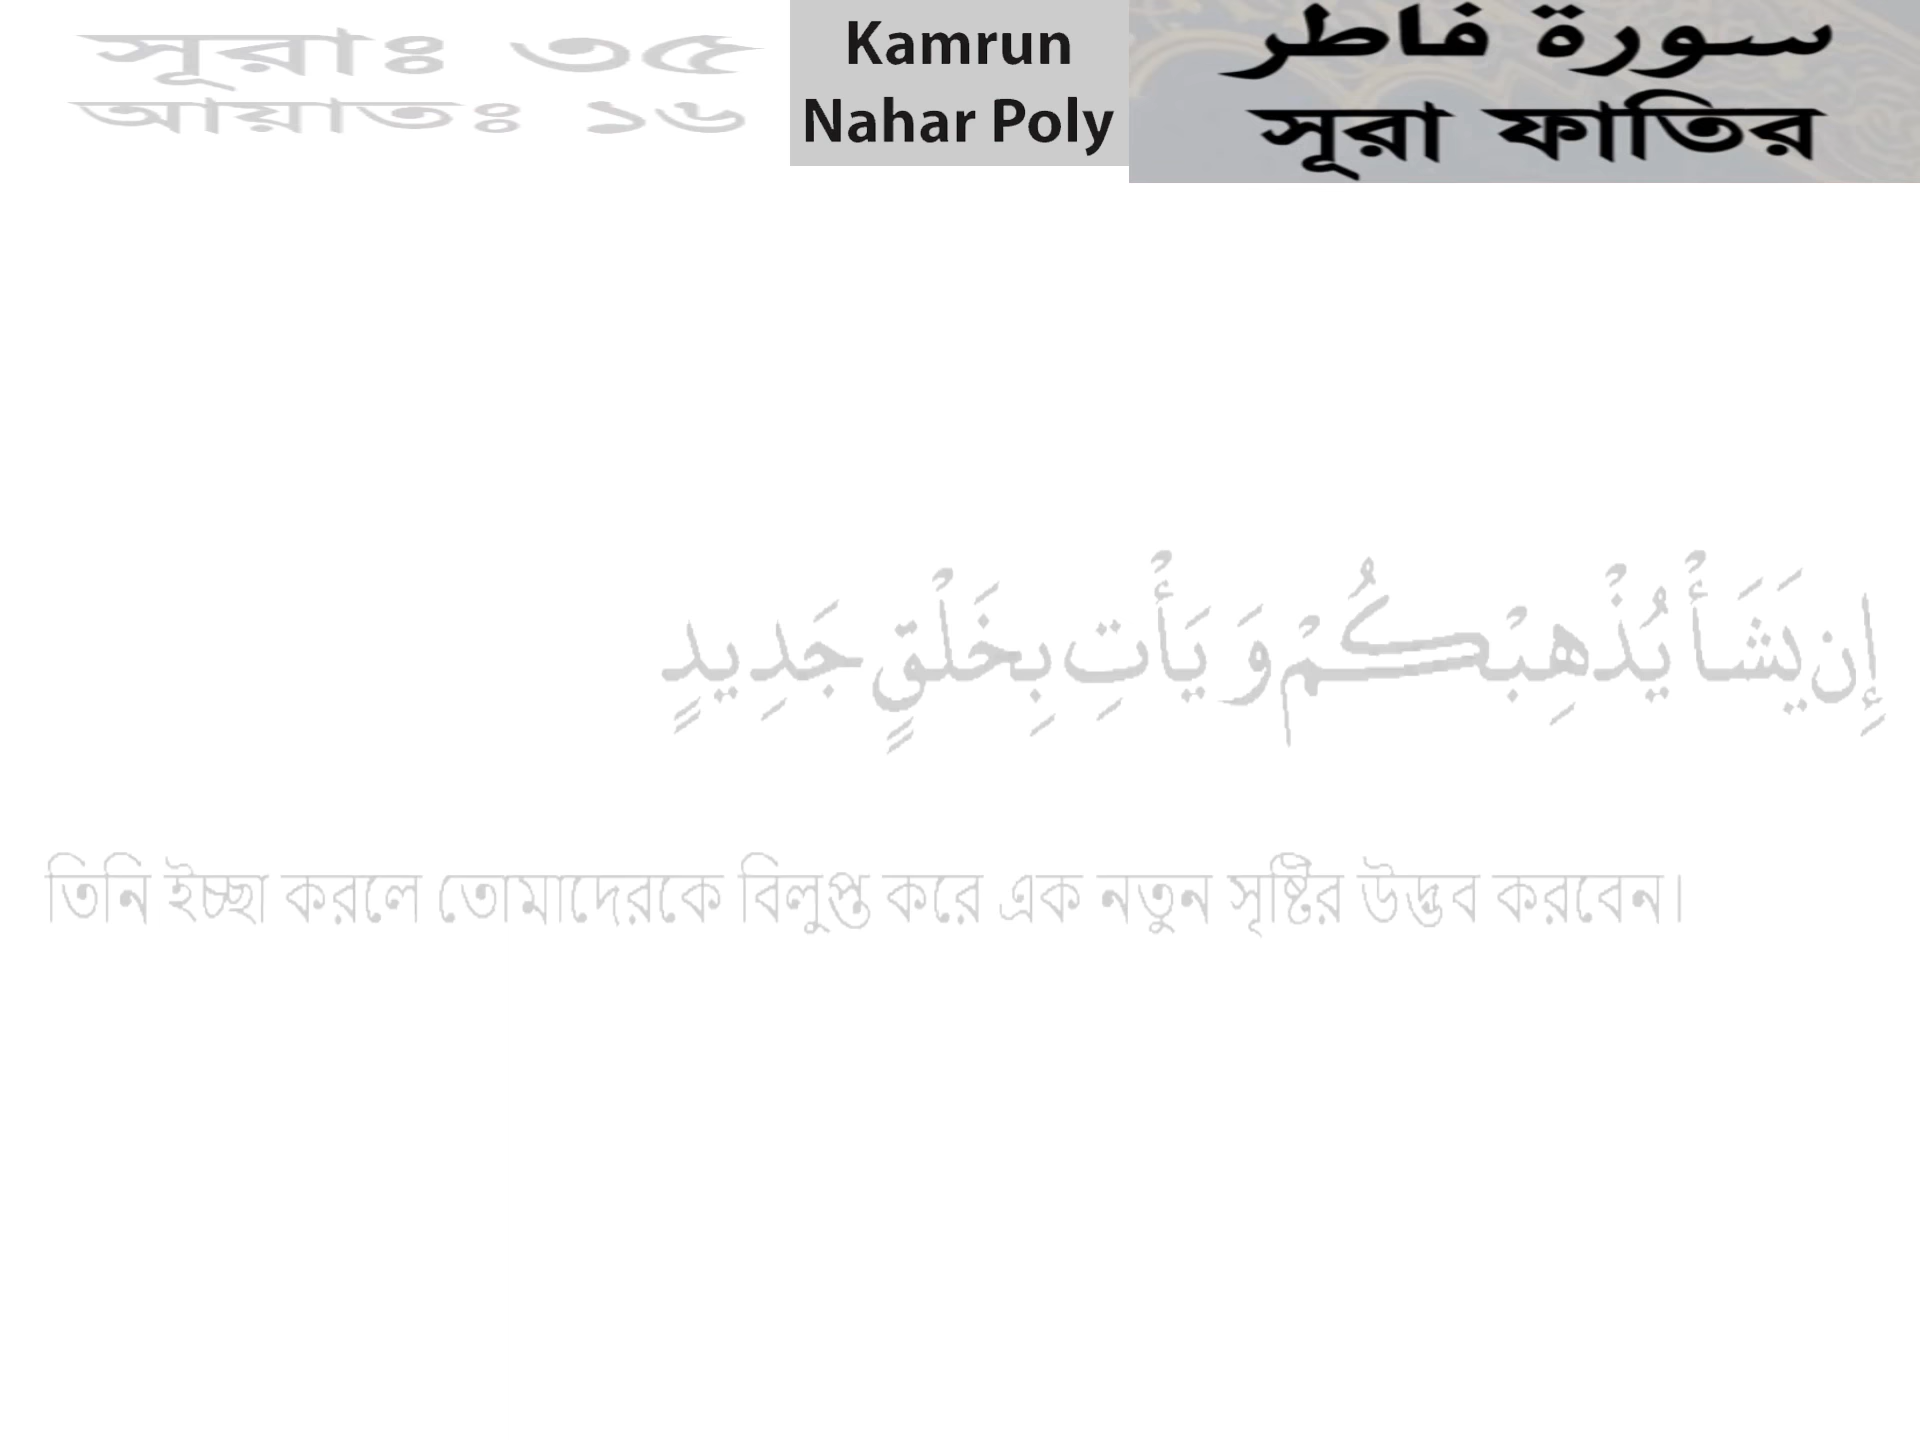 সূরাঃ ৩৫
আয়াতঃ ১৬
Kamrun
Nahar Poly
سورة فاطر
সূরা ফাতির
إِن يَشَأْ يُذْهِبْكُمْ وَيَأْتِ بِخَلْقٍ جَدِيدٍ
তিনি ইচ্ছা করলে তোমাদেরকে বিলুপ্ত করে এক নতুন সৃষ্টির উদ্ভব করবেন।